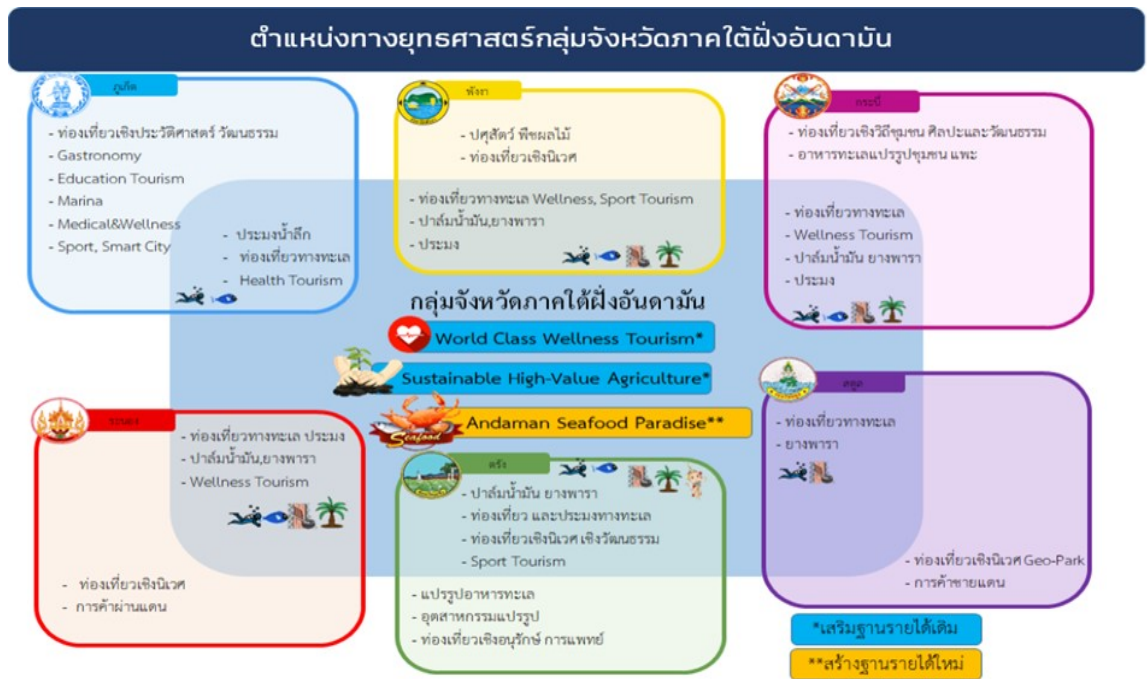 ตำแหน่งทางยุทธศาสตร์กลุ่มจังหวัดภาคใต้ฝั่งอันดามัน
ภูเก็ต
- ท่องเที่ยวเชิงประวัติศาสตร์ วัฒนธรรม
- Gastronomy
- Education Tourism
- Marina
- Medical&Wellness
- Sport, Smart City
- ประมงน้ำลึก
- ท่องเที่ยวทางทะเล
- Health Tourism
พังงา
- ปศุสัตว์ พืชผลไม้
- ท่องเที่ยวเชิงนิเวศ
- ท่องเที่ยวทางทะเล Wellness, Sport Tourism
- ปาล์มน้ำมัน,ยางพารา
- ประมง
กระบี่
- ท่องเที่ยวเชิงวิถีชุมชน ศิลปะและวัฒนธรรม
- อาหารทะเลแปรรูปชุมชน แพะ
- ท่องเที่ยวทางทะเล
- Wellness Tourism
- ปาล์มน้ำมัน ยางพารา
- ประมง
กลุ่มจังหวัดภาคใต้ฝั่งอันดามัน
World Class Wellness Tourism*
Sustainable High-Value Agriculture*
Seafood
Andaman Seafood Paradise**
ระนอง
- ท่องเที่ยวทางทะเล ประมง
- ปาล์มน้ำมัน,ยางพารา
- Wellness Tourism
- ท่องเที่ยวเชิงนิเวศ
- การค้าผ่านแดน
ตรัง
- ปาล์มน้ำมัน ยางพารา
- ท่องเที่ยว และประมงทางทะเล
- ท่องเที่ยวเชิงนิเวศ เชิงวัฒนธรรม
- Sport Tourism
- แปรรูปอาหารทะเล
- อุตสาหกรรมแปรรูป
- ท่องเที่ยวเชิงอนุรักษ์ การแพทย์
สตูล
- ท่องเที่ยวทางทะเล
- ยางพารา
- ท่องเที่ยวเชิงนิเวศ Geo-Park
- การค้าชายแดน
*เสริมฐานรายได้เดิม
**สร้างฐานรายได้ใหม่